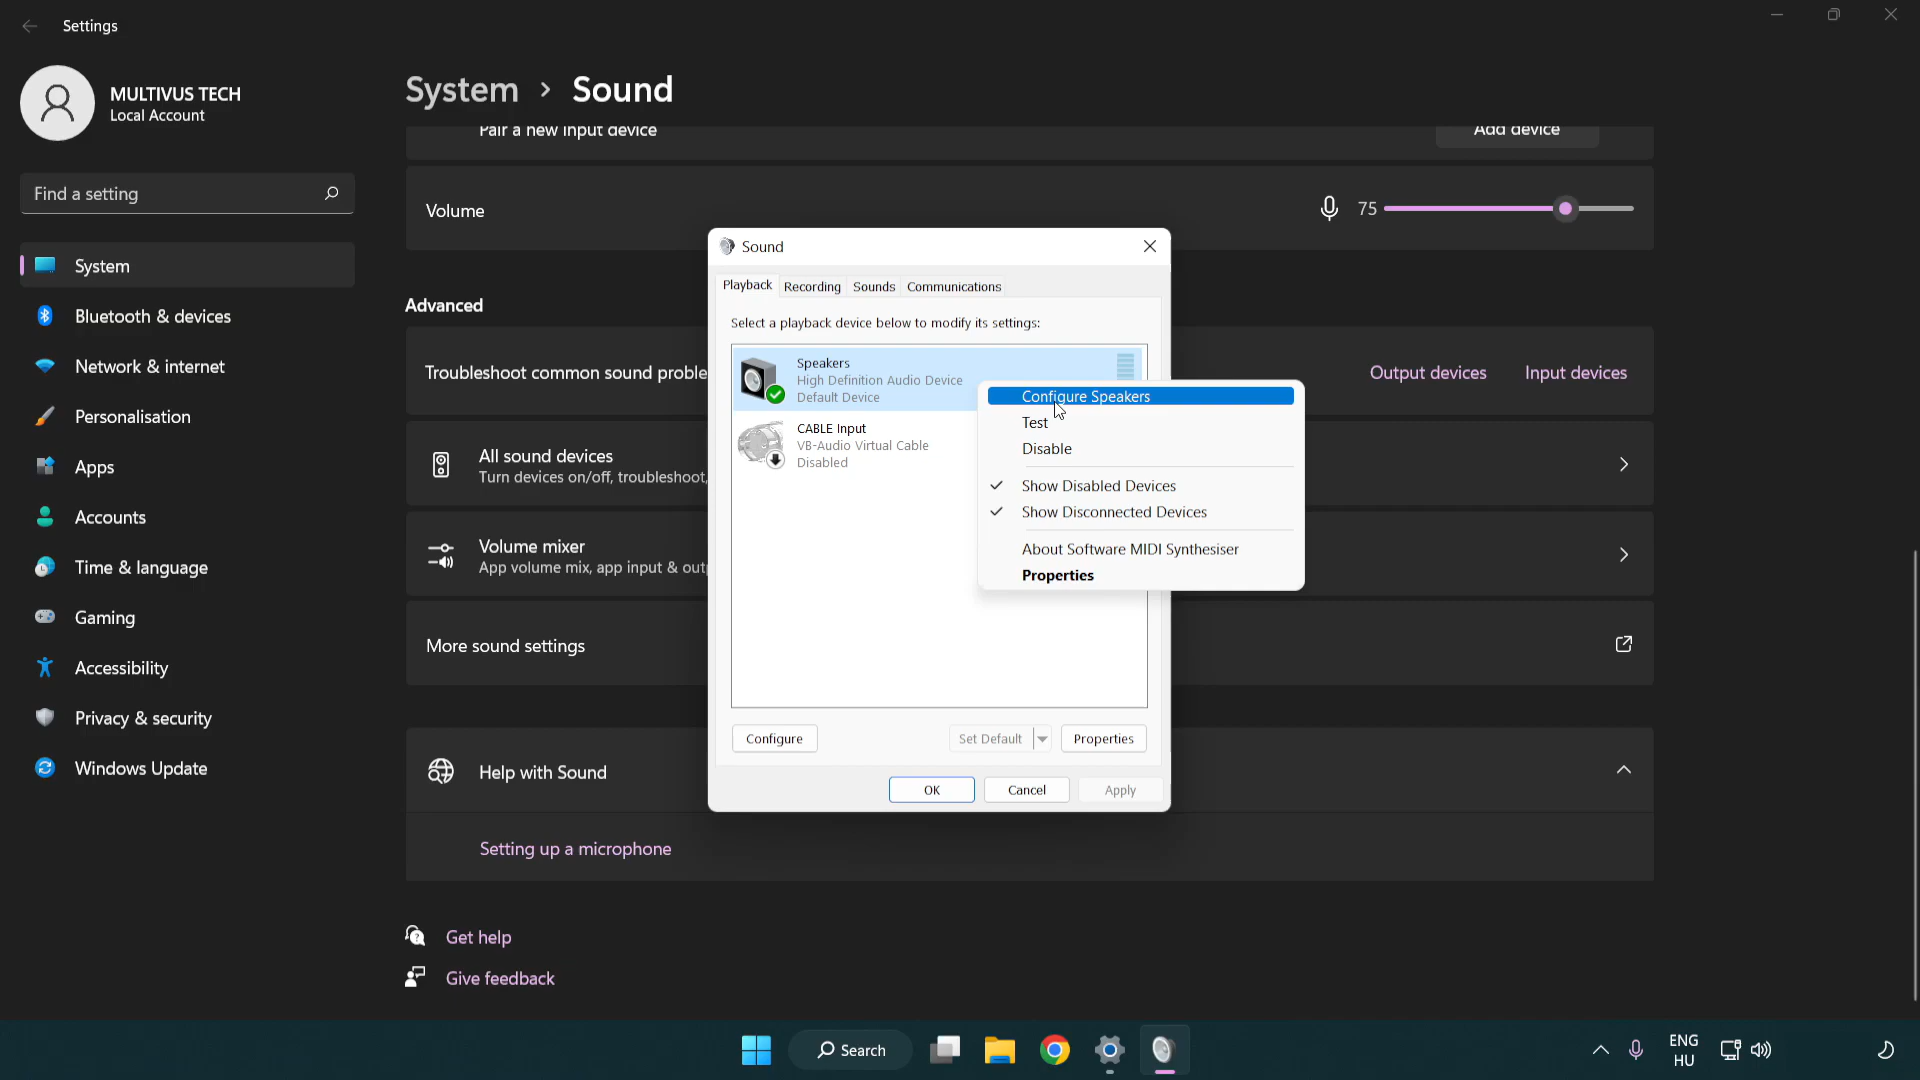 Settings
MULTIVUS TECH
Local Account
Find a setting
System
Bluetooth & devices
Network & internet
Personalisation
Apps
Accounts
Time & language
Gaming
Accessibility
Privacy & security
Windows Update
System > Sound
Pair a new input device
Add device
Volume
75
Advanced
Troubleshoot common sound proble
Output devices
Input devices
All sound devices
Turn devices on/off, troubleshoot,
Volume mixer
App volume mix, app input & out
More sound settings
Help with Sound
Setting up a microphone
Get help
Give feedback
Sound
Playback
Recording
Sounds
Communications
Select a playback device below to modify its settings:
Speakers
High Definition Audio Device
Default Device
CABLE Input
VB-Audio Virtual Cable
Disabled
Configure Speakers
Test
Disable
Show Disabled Devices
Show Disconnected Devices
About Software MIDI Synthesiser
Properties
Configure
Set Default
Properties
OK
Cancel
Apply
Search
ENG
HU